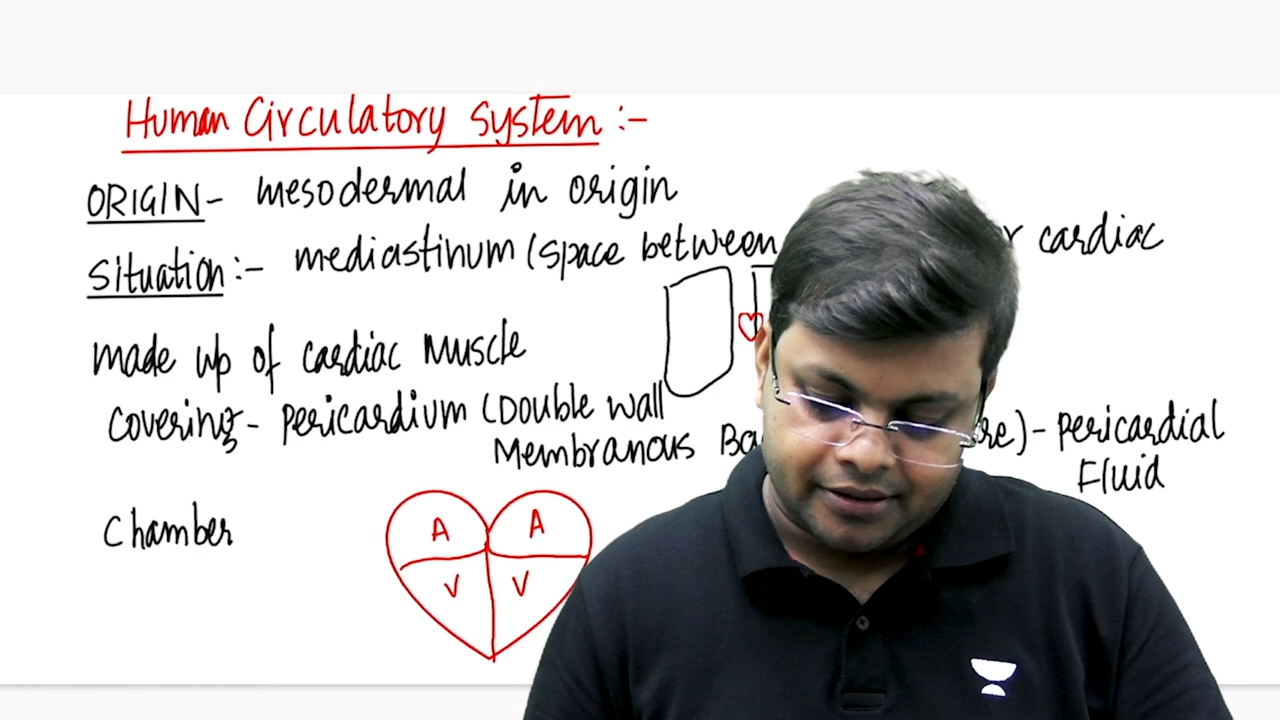 Human Circulatory System :-
ORIGIN - mesodermal in origin
Situation :- mediastinum (space between cardiac
made up of cardiac Muscle
Covering - Pericardium (Double wall
Membranous - pericardial
Fluid
Chamber
A A
V V